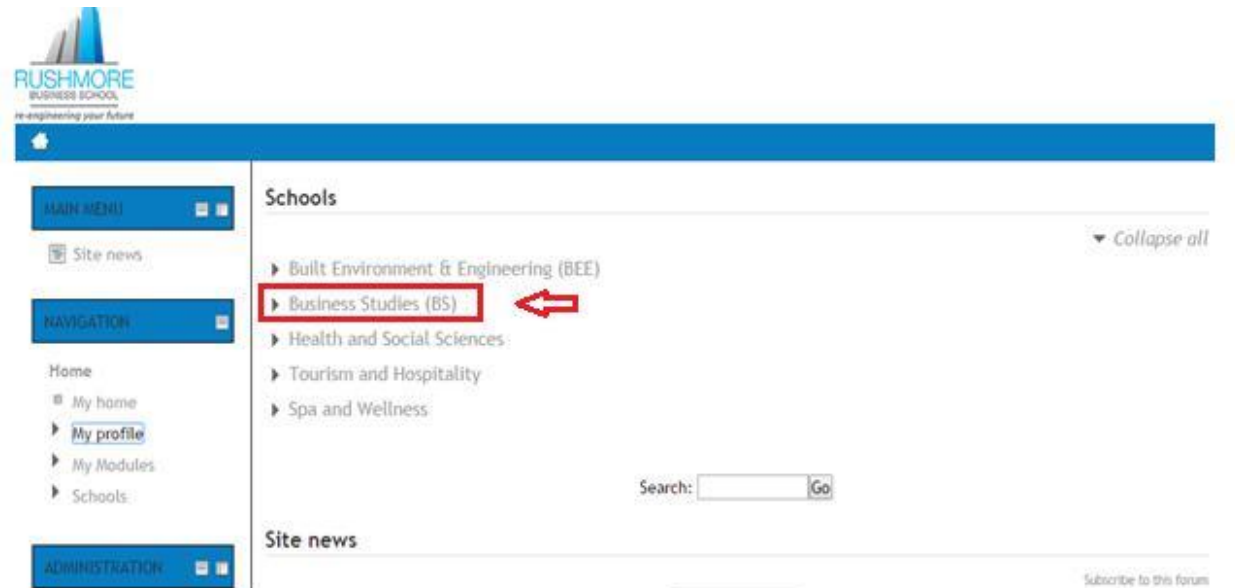 RUSHMORE
BUSINESS SCHOOL
re-engineering your future
MAIN MENU
Site news
NAVIGATION
Home
My home
My profile
My Modules
Schools
ADMINISTRATION
Schools
Collapse all
Built Environment & Engineering (BEE)
Business Studies (BS)
Health and Social Sciences
Tourism and Hospitality
Spa and Wellness
Search: Go
Site news
Subscribe to this forum